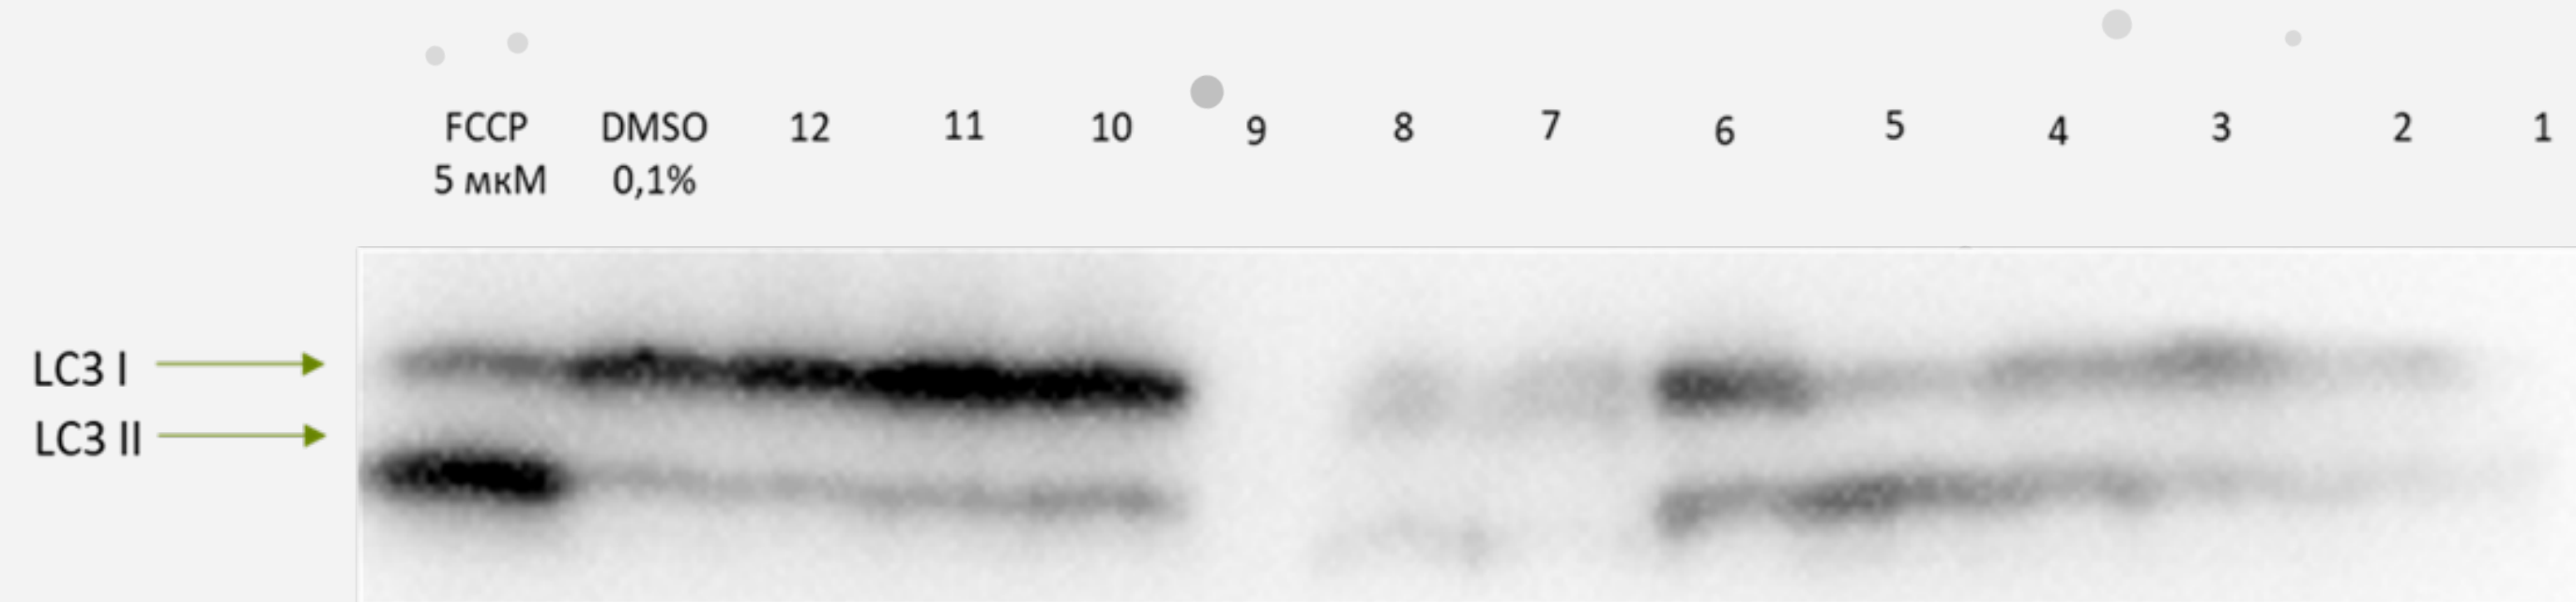 FCCP DMSO 12 11 10 9 8 7 6 5 4 3 2 1
5 мкМ 0,1%
LC3 I
LC3 II